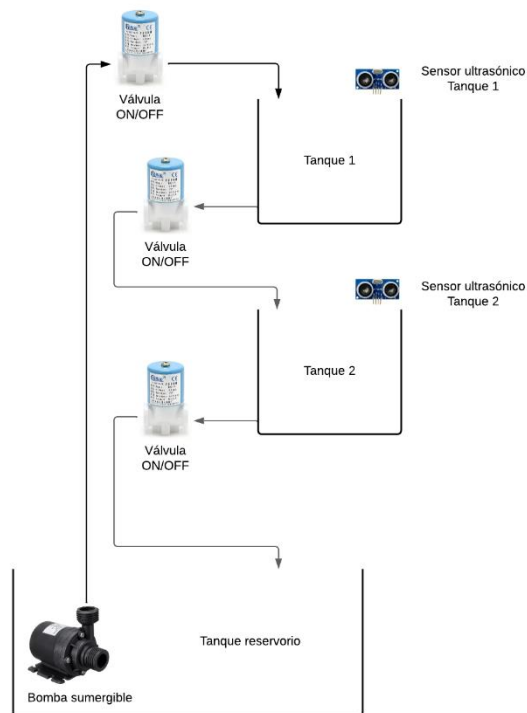 Válvula
ON/OFF
Sensor ultrasónico
Tanque 1
Tanque 1
Válvula
ON/OFF
Sensor ultrasónico
Tanque 2
Tanque 2
Válvula
ON/OFF
Tanque reservorio
Bomba sumergible